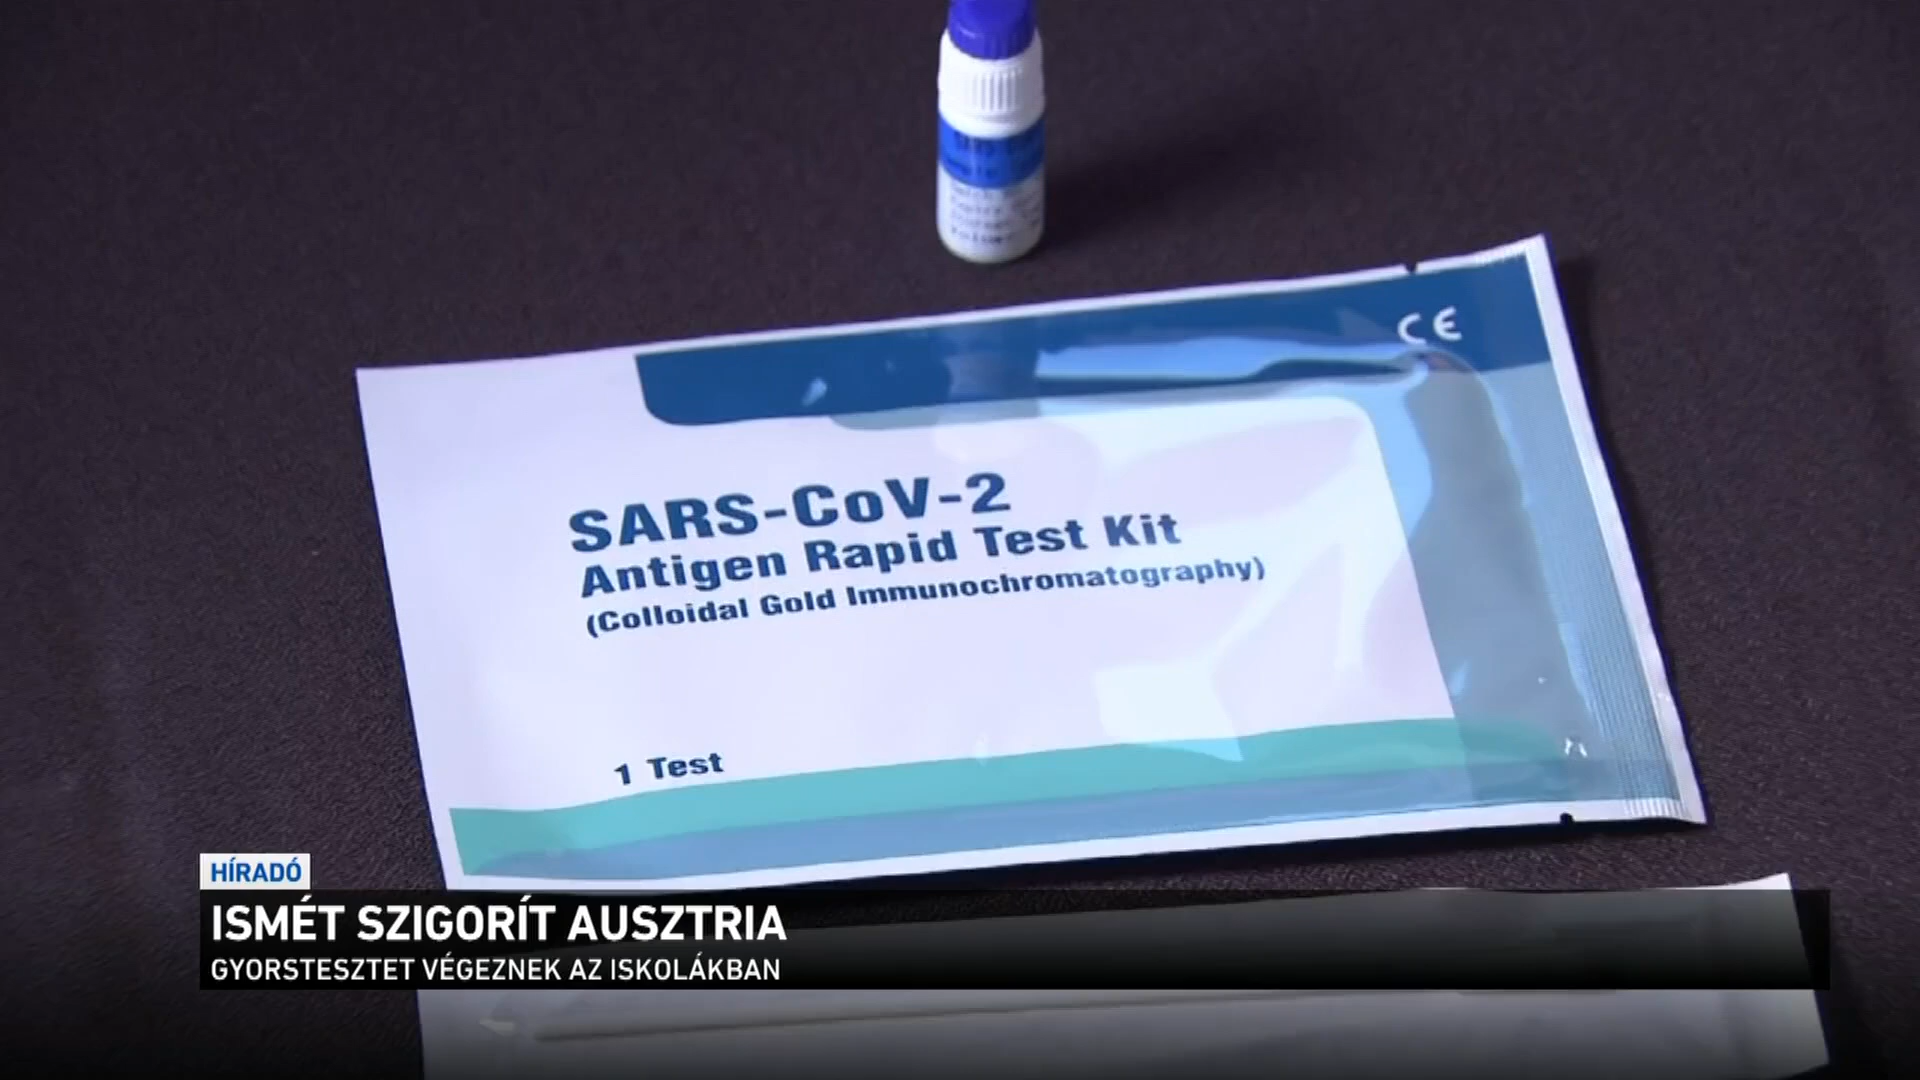 CE
SARS-CoV-2
Antigen Rapid Test Kit
(Colloidal Gold Immunochromatography)
1 Test
HÍRADÓ
ISMÉT SZIGORÍT AUSZTRIA
GYORSTESZTET VÉGEZNEK AZ ISKOLÁKBAN